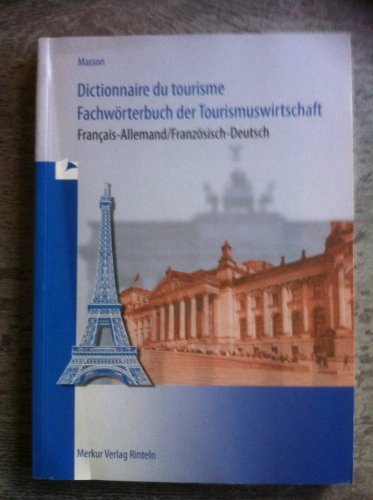 Masson
Dictionnaire du tourisme
Fachwörterbuch der Tourismuswirtschaft
Français-Allemand/Französisch-Deutsch
Merkur Verlag Rinteln